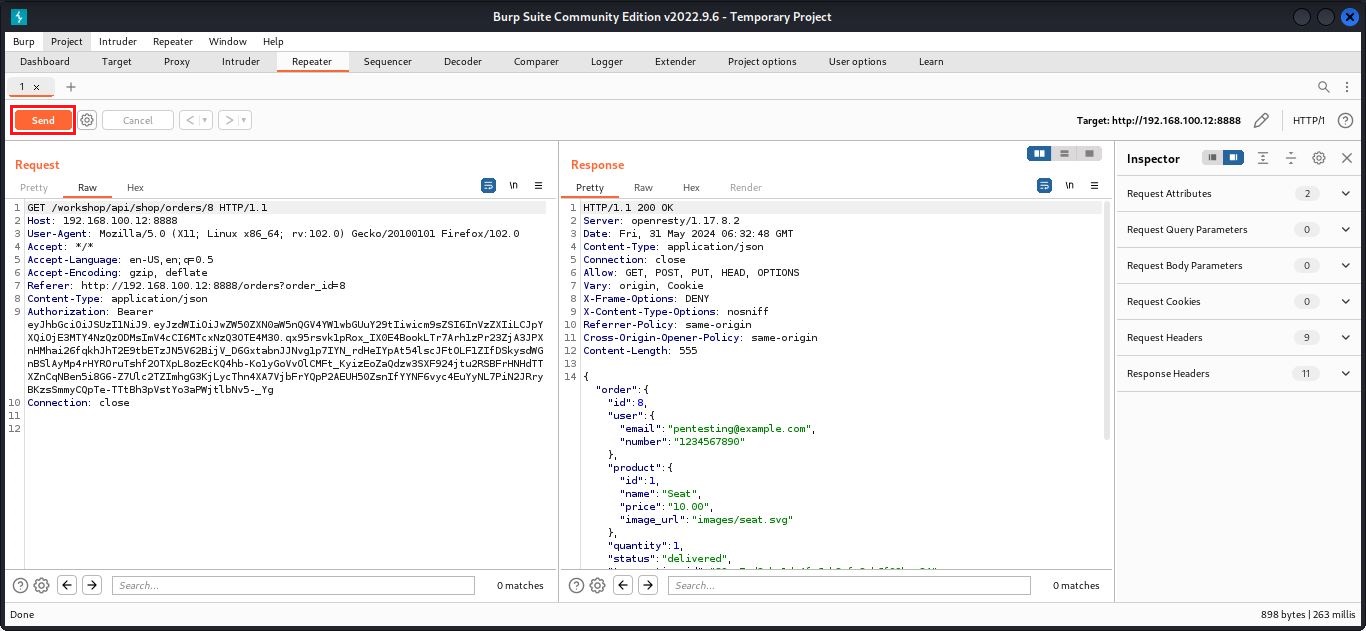 Burp Suite Community Edition v2022.9.6 - Temporary Project
Burp Project Intruder Repeater Window Help
Dashboard Target Proxy Intruder Repeater Sequencer Decoder Comparer Logger Extender Project options User options Learn
1 × +
Send Cancel < >
Target: http://192.168.100.12:8888 HTTP/1
Request
Pretty Raw Hex \n
1 GET /workshop/api/shop/orders/8 HTTP/1.1
2 Host: 192.168.100.12:8888
3 User-Agent: Mozilla/5.0 (X11; Linux x86_64; rv:102.0) Gecko/20100101 Firefox/102.0
4 Accept: */*
5 Accept-Language: en-US,en;q=0.5
6 Accept-Encoding: gzip, deflate
7 Referer: http://192.168.100.12:8888/orders?order_id=8
8 Content-Type: application/json
9 Authorization: Bearer
10 Connection: close
11
12
Search... 0 matches
Response
Pretty Raw Hex Render \n
1 HTTP/1.1 200 OK
2 Server: openresty/1.17.8.2
3 Date: Fri, 31 May 2024 06:32:48 GMT
4 Content-Type: application/json
5 Connection: close
6 Allow: GET, POST, PUT, HEAD, OPTIONS
7 Vary: origin, Cookie
8 X-Frame-Options: DENY
9 X-Content-Type-Options: nosniff
10 Referrer-Policy: same-origin
11 Cross-Origin-Opener-Policy: same-origin
12 Content-Length: 555
13
14 {
"order":{
"id":8,
"user":{
"email":"pentesting@example.com",
"number":"1234567890"
},
"product":{
"id":1,
"name":"Seat",
"price":"10.00",
"image_url":"images/seat.svg"
},
"quantity":1,
"status":"delivered",
Search... 0 matches
Inspector
Request Attributes 2
Request Query Parameters 0
Request Body Parameters 0
Request Cookies 0
Request Headers 9
Response Headers 11
Done
898 bytes | 263 millis